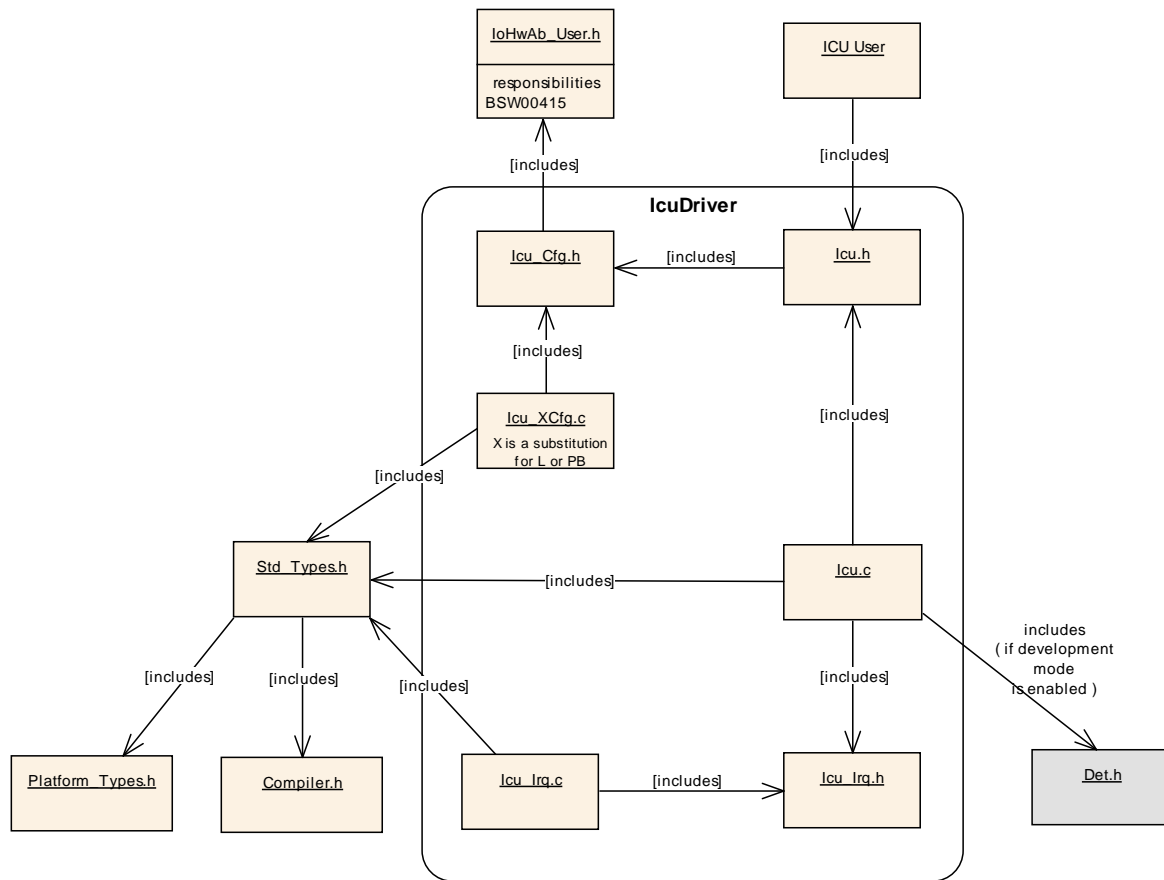 IoHwAb_User.h
responsibilities
BSW00415
ICU User
[includes]
[includes]
IcuDriver
Icu_Cfg.h
[includes]
Icu.h
[includes]
Icu_XCfg.c
X is a substitution
for L or PB
[includes]
[includes]
Std_Types.h
[includes]
Icu.c
includes
( if development
mode
is enabled )
[includes]
[includes]
[includes]
[includes]
Platform_Types.h
Compiler.h
Icu_Irq.c
[includes]
Icu_Irq.h
Det.h